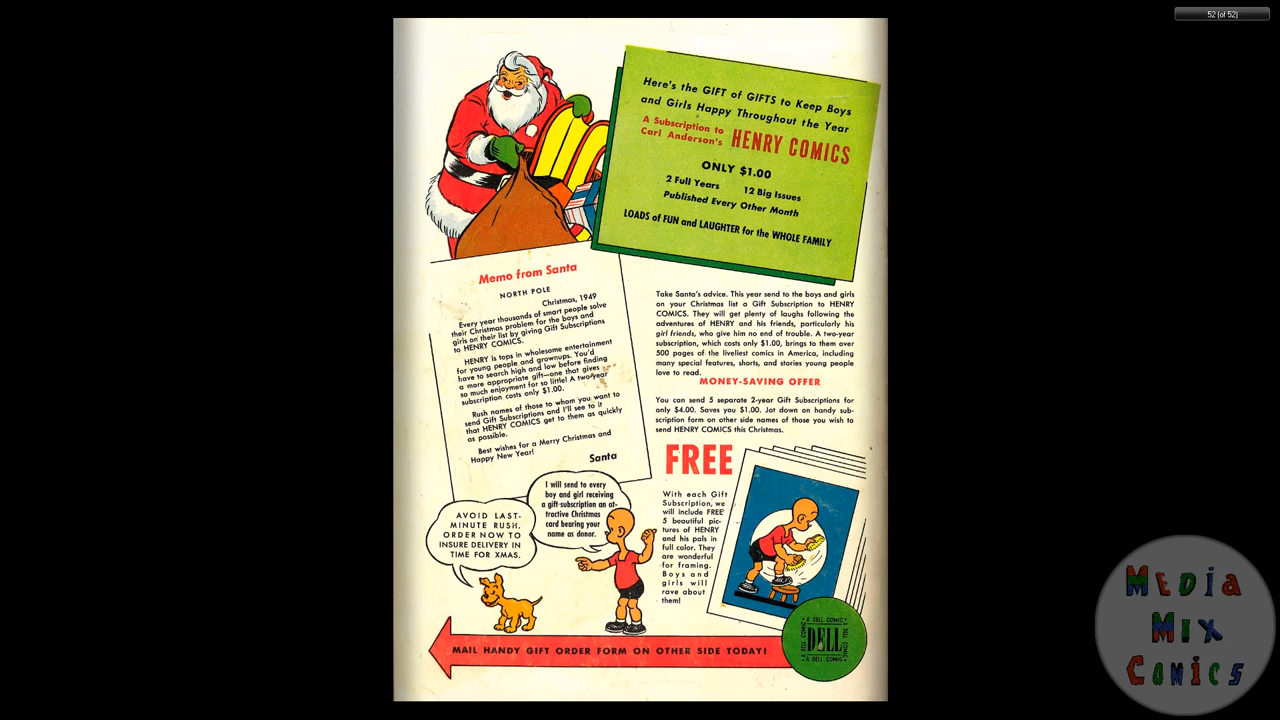 52 (of 52)
Here's the GIFT of GIFTS to Keep Boys
and Girls Happy Throughout the Year
A Subscription to
Carl Anderson's
HENRY COMICS
ONLY $1.00
2 Full Years 12 Big Issues
Published Every Other Month
LOADS of FUN and LAUGHTER for the WHOLE FAMILY
Memo from Santa
NORTH POLE
Christmas, 1949
Every year thousands of smart people solve
their Christmas problem for the boys and
girls on their list by giving Gift Subscriptions
to HENRY COMICS.
HENRY is tops in wholesome entertainment
for young people and grownups. You'd
have to search high and low before finding
a more appropriate gift—one that gives
so much enjoyment for so little! A two-year
subscription costs only $1.00.
Rush names of those to whom you want to
send Gift Subscriptions and I'll see to it
that HENRY COMICS get to them as quickly
as possible.
Best wishes for a Merry Christmas and
Happy New Year!
Santa
Take Santa's advice. This year send to the boys and girls
on your Christmas list a Gift Subscription to HENRY
COMICS. They will get plenty of laughs following the
adventures of HENRY and his friends, particularly his
girl friends, who give him no end of trouble. A two-year
subscription, which costs only $1.00, brings to them over
500 pages of the liveliest comics in America, including
many special features, shorts, and stories young people
love to read.
MONEY-SAVING OFFER
You can send 5 separate 2-year Gift Subscriptions for
only $4.00. Saves you $1.00. Jot down on handy sub-
scription form on other side names of those you wish to
send HENRY COMICS this Christmas.
FREE
With each Gift
Subscription, we
will include FREE
5 beautiful pic-
tures of HENRY
and his pals in
full color. They
are wonderful
for framing.
Boys and
girls will
rave about
them!
I will send to every
boy and girl receiving
a gift subscription an at-
tractive Christmas
card bearing your
name as donor.
AVOID LAST-
MINUTE RUSH.
ORDER NOW TO
INSURE DELIVERY IN
TIME FOR XMAS.
MAIL HANDY GIFT ORDER FORM ON OTHER SIDE TODAY!
A DELL COMIC
A DELL COMIC
DELL
A DELL COMIC
A DELL COMIC
MEDIA
MIX
COMICS